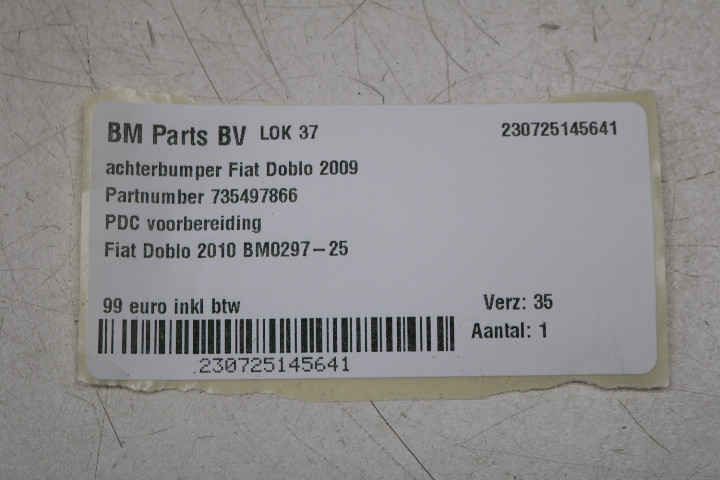 BM Parts BV LOK 37 230725145641
achterbumper Fiat Doblo 2009
Partnumber 735497866
PDC voorbereiding
Fiat Doblo 2010 BM0297-25
99 euro inkl btw Verz: 35
Aantal: 1
230725145641